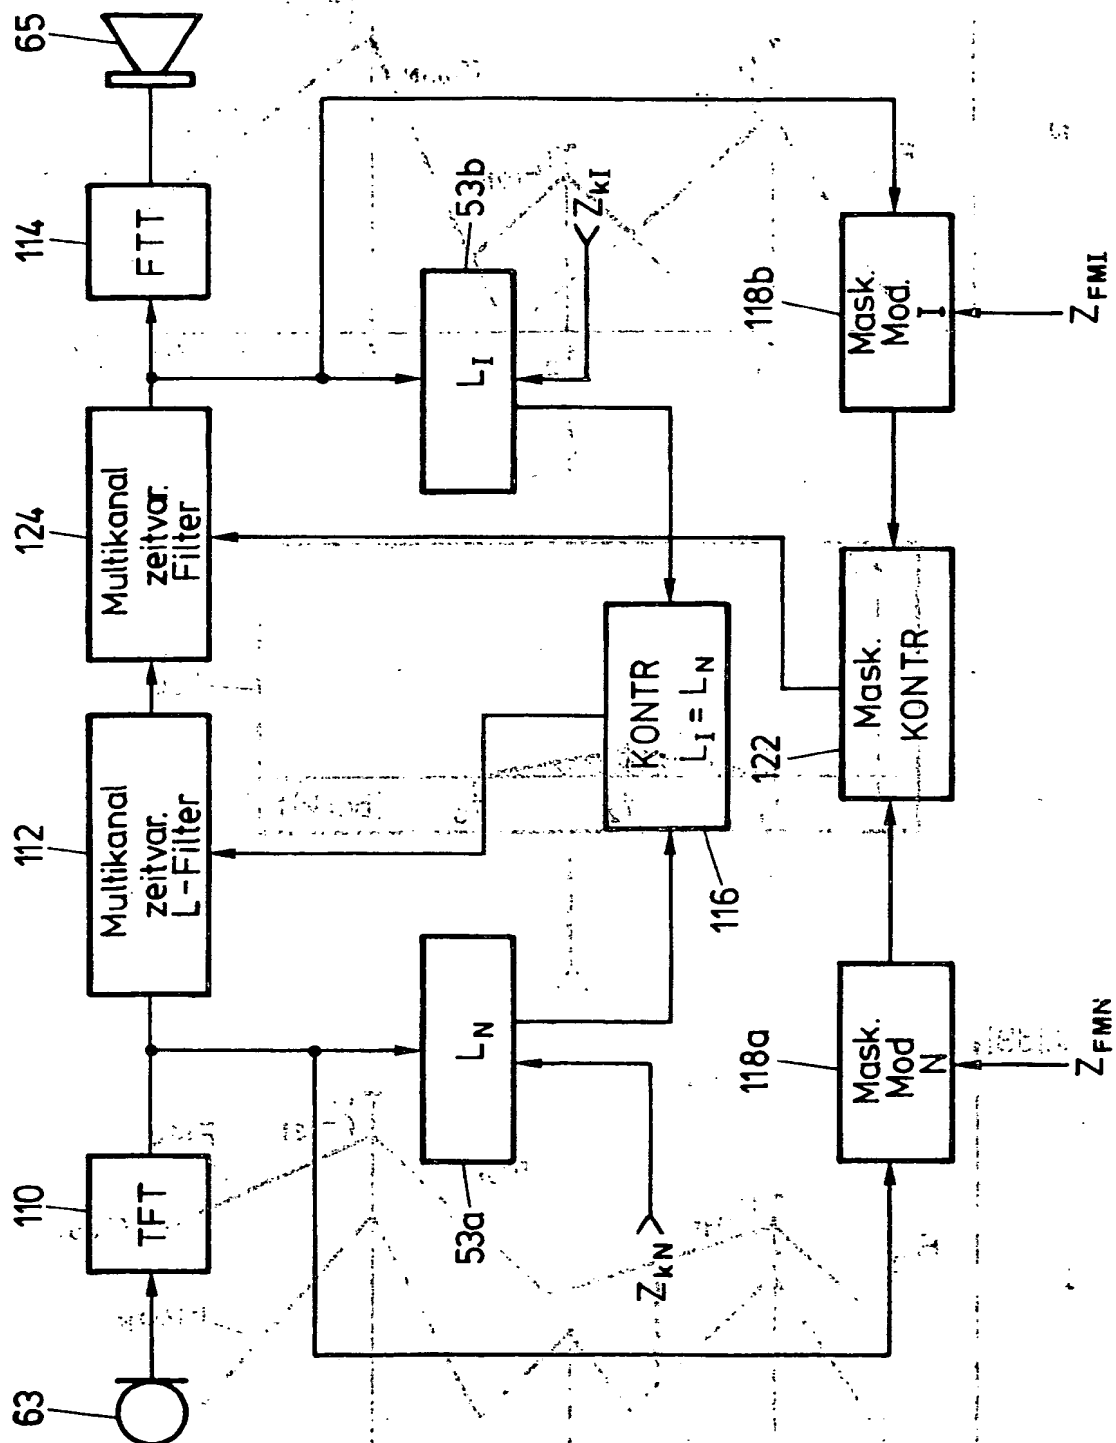 63
110
TFT
112
Multikanal
zeitvar.
L-Filter
124
Multikanal
zeitvar.
Filter
114
FTT
65
53a
L_N
Z_kN
53b
L_I
Z_kI
116
KONTR
L_I = L_N
118a
Mask.
Mod
N
Z_FMN
122
Mask.
KONTR
118b
Mask.
Mod.
I
Z_FMI